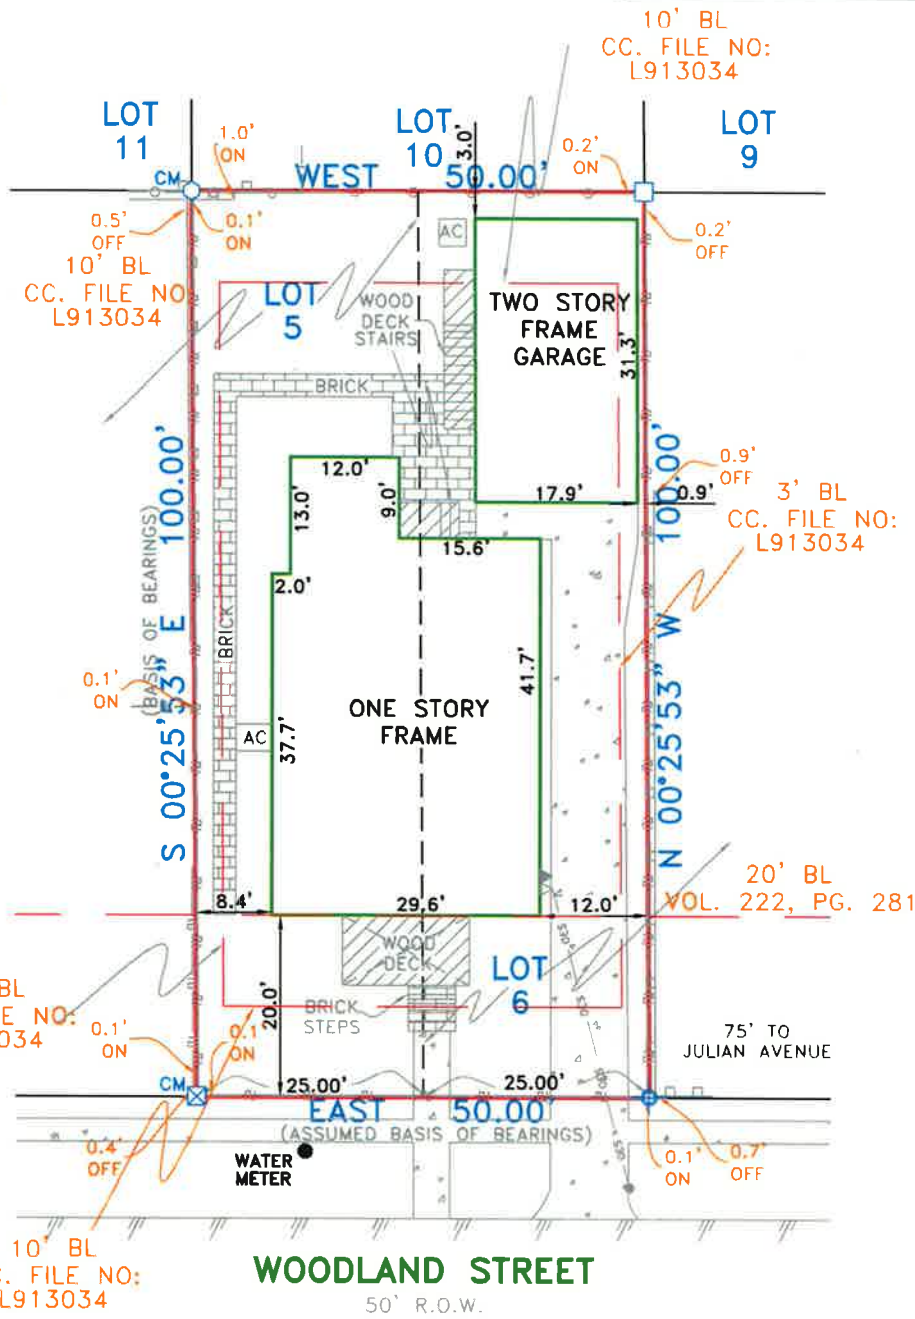 10' BL
CC. FILE NO:
L913034
LOT
11
1.0'
ON
LOT
10
3.0'
0.2'
ON
LOT
9
CM
WEST 50.00'
0.5'
OFF
0.1'
ON
AC
0.2'
OFF
10' BL
CC. FILE NO
L913034
LOT
5
WOOD
DECK
STAIRS
TWO STORY
FRAME
GARAGE
31.3'
BRICK
12.0'
13.0'
9.0'
17.9'
0.9'
0.9'
OFF
3' BL
CC. FILE NO:
L913034
15.6'
2.0'
S 00°25'53" E 100.00'
(BASIS OF BEARINGS)
BRICK
N 00°25'53" W 100.00'
0.1'
ON
41.7'
37.7'
AC
ONE STORY
FRAME
8.4'
29.6'
12.0'
20' BL
VOL. 222, PG. 281
WOOD
DECK
LOT
6
20.0'
BRICK
STEPS
BL
E NO:
034
0.1'
ON
0.1
ON
75' TO
JULIAN AVENUE
CM
25.00'
25.00'
EAST 50.00'
(ASSUMED BASIS OF BEARINGS)
0.4'
OFF
WATER
METER
0.1'
ON
0.7'
OFF
10' BL
C. FILE NO:
L913034
WOODLAND STREET
50' R.O.W.